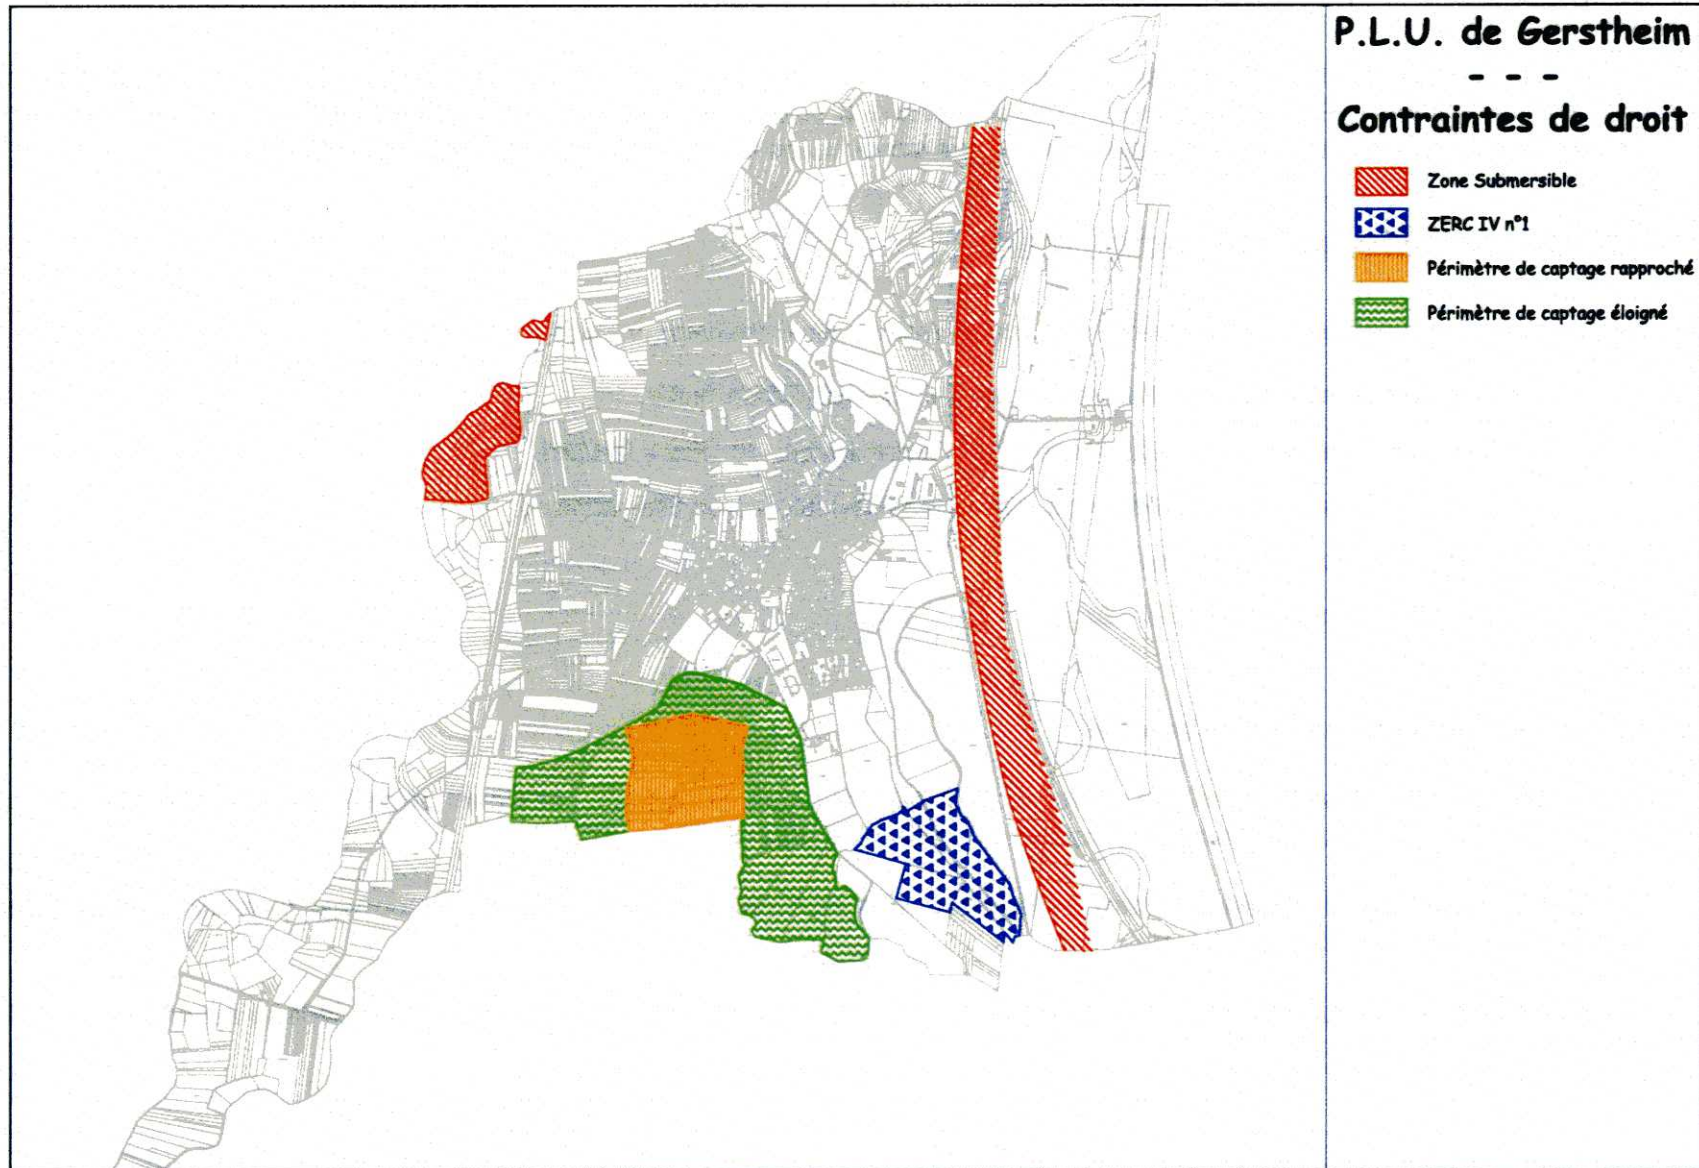 P.L.U. de Gerstheim
- - -
Contraintes de droit
Zone Submersible
ZERC IV n°1
Périmètre de captage rapproché
Périmètre de captage éloigné